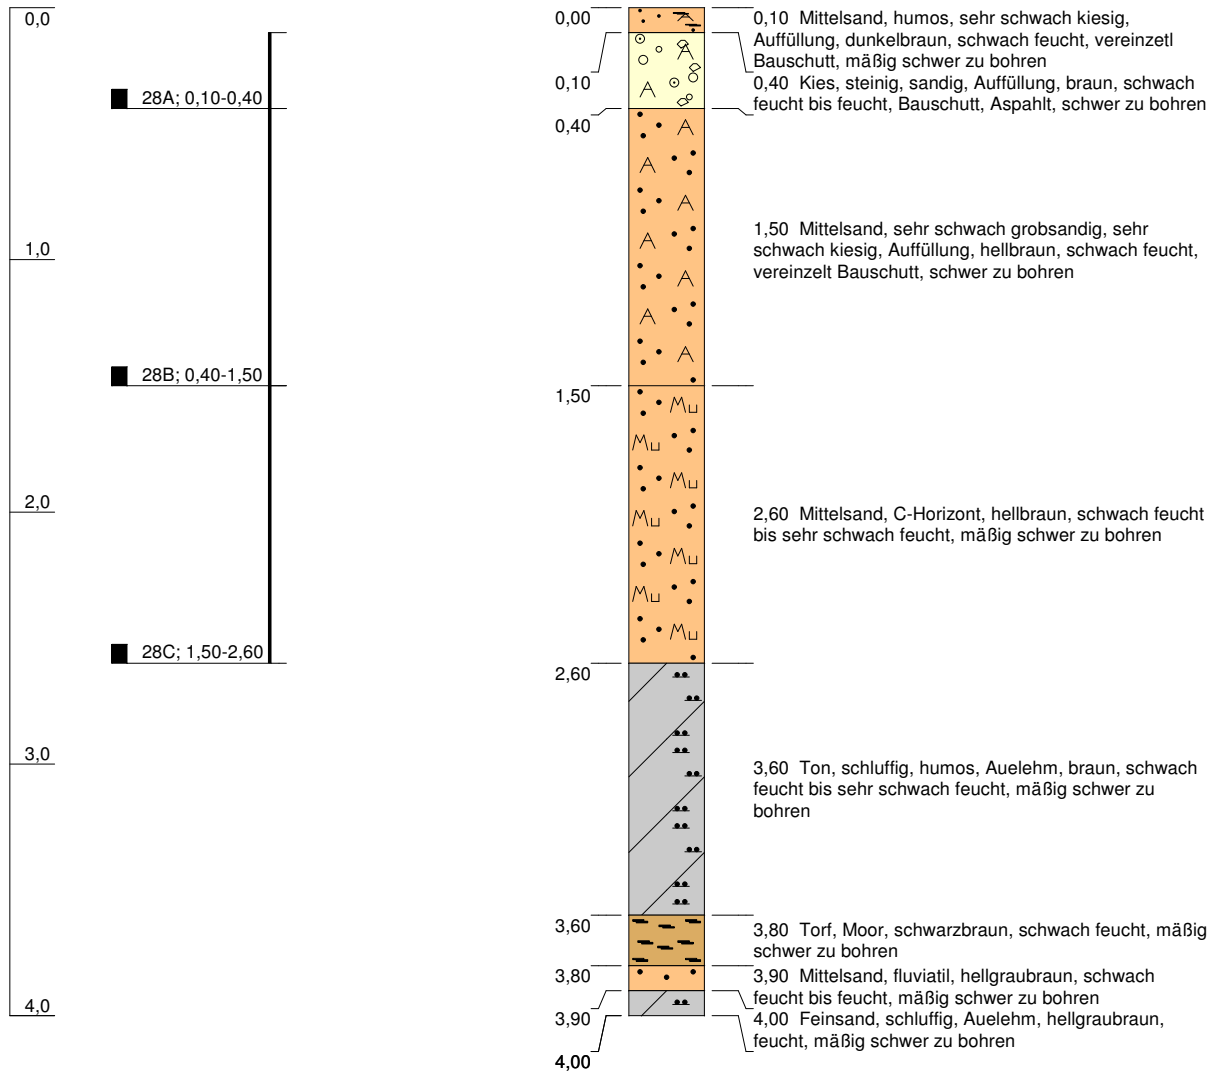 0,0
1,0
2,0
3,0
4,0
28A; 0,10-0,40
28B; 0,40-1,50
28C; 1,50-2,60
0,00
0,10
0,40
1,50
2,60
3,60
3,80
3,90
4,00
0,10 Mittelsand, humos, sehr schwach kiesig,
Auffüllung, dunkelbraun, schwach feucht, vereinzetl
Bauschutt, mäßig schwer zu bohren
0,40 Kies, steinig, sandig, Auffüllung, braun, schwach
feucht bis feucht, Bauschutt, Aspahlt, schwer zu bohren
1,50 Mittelsand, sehr schwach grobsandig, sehr
schwach kiesig, Auffüllung, hellbraun, schwach feucht,
vereinzelt Bauschutt, schwer zu bohren
2,60 Mittelsand, C-Horizont, hellbraun, schwach feucht
bis sehr schwach feucht, mäßig schwer zu bohren
3,60 Ton, schluffig, humos, Auelehm, braun, schwach
feucht bis sehr schwach feucht, mäßig schwer zu
bohren
3,80 Torf, Moor, schwarzbraun, schwach feucht, mäßig
schwer zu bohren
3,90 Mittelsand, fluviatil, hellgraubraun, schwach
feucht bis feucht, mäßig schwer zu bohren
4,00 Feinsand, schluffig, Auelehm, hellgraubraun,
feucht, mäßig schwer zu bohren